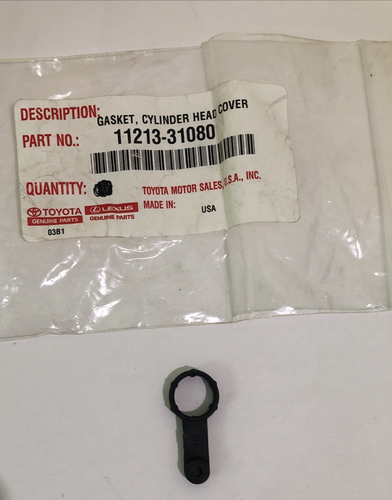 DESCRIPTION: GASKET, CYLINDER HEAD COVER
PART NO.: 11213-31080
QUANTITY:
TOYOTA MOTOR SALES, U.S.A., INC.
TOYOTA LEXUS MADE IN: USA
GENUINE PARTS GENUINE PARTS
03B1